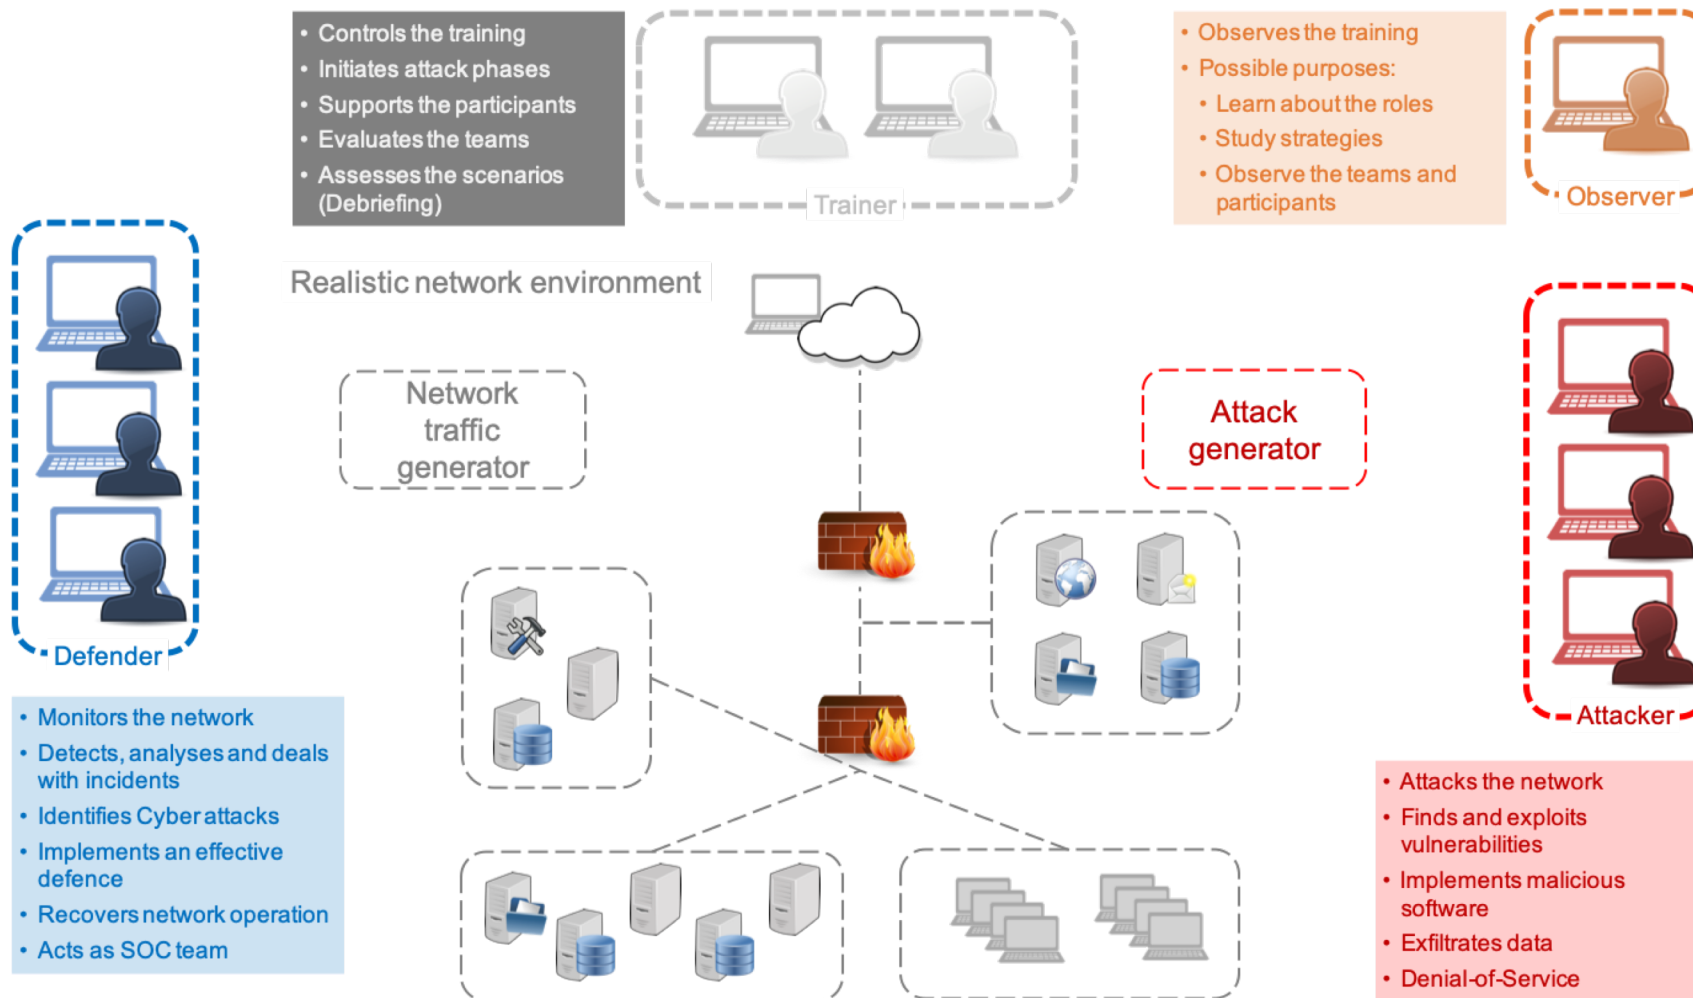 • Controls the training
• Initiates attack phases
• Supports the participants
• Evaluates the teams
• Assesses the scenarios
(Debriefing)
Trainer
• Observes the training
• Possible purposes:
• Learn about the roles
• Study strategies
• Observe the teams and
participants
Observer
Realistic network environment
Network
traffic
generator
Attack
generator
Defender
• Monitors the network
• Detects, analyses and deals
with incidents
• Identifies Cyber attacks
• Implements an effective
defence
• Recovers network operation
• Acts as SOC team
Attacker
• Attacks the network
• Finds and exploits
vulnerabilities
• Implements malicious
software
• Exfiltrates data
• Denial-of-Service